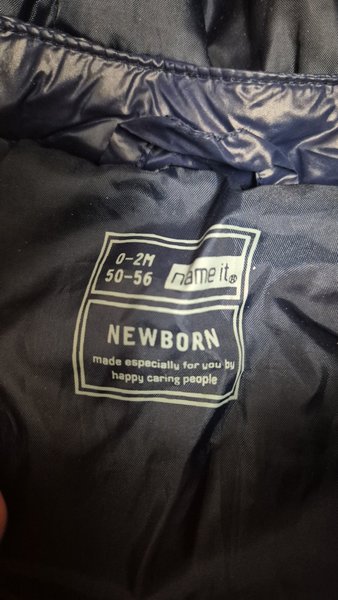 0-2M
50-56
name it®
NEWBORN
made especially for you by
happy caring people